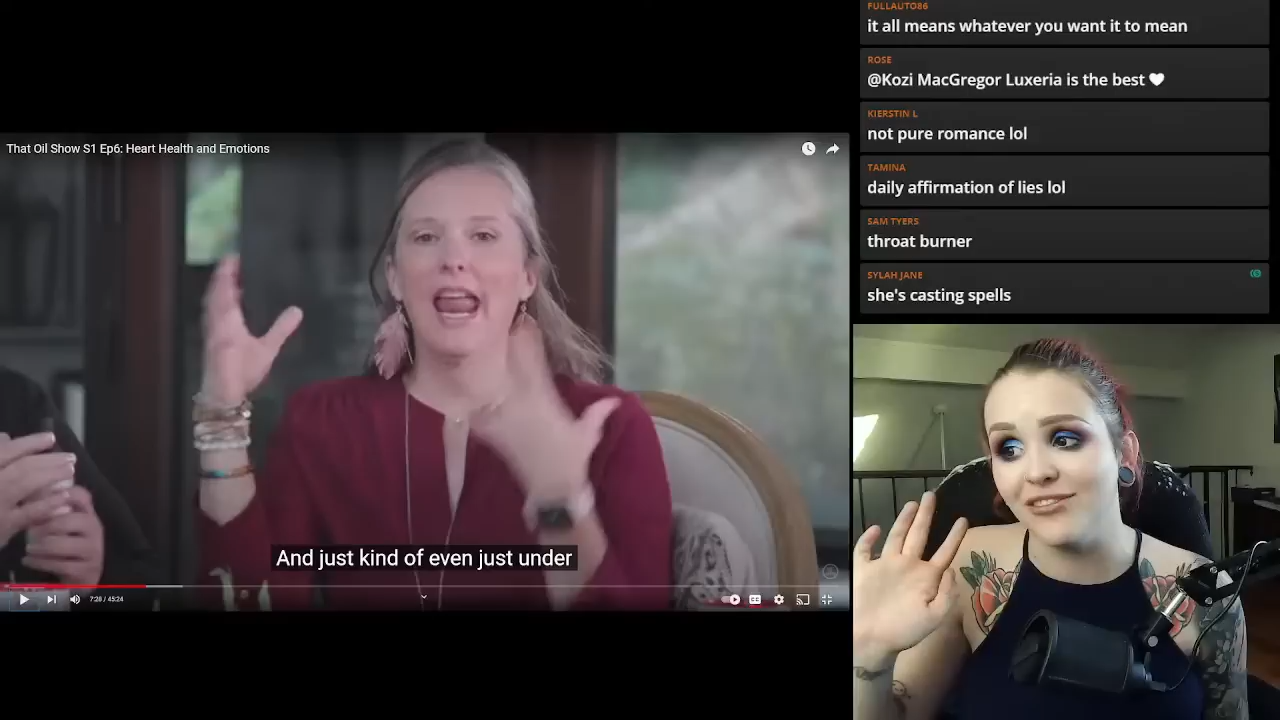 That Oil Show S1 Ep6: Heart Health and Emotions
And just kind of even just under
7:20 / 45:24
FULLAUTO86
it all means whatever you want it to mean
ROSE
@Kozi MacGregor Luxeria is the best 🤍
KIERSTIN L
not pure romance lol
TAMINA
daily affirmation of lies lol
SAM TYERS
throat burner
SYLAH JANE
she's casting spells